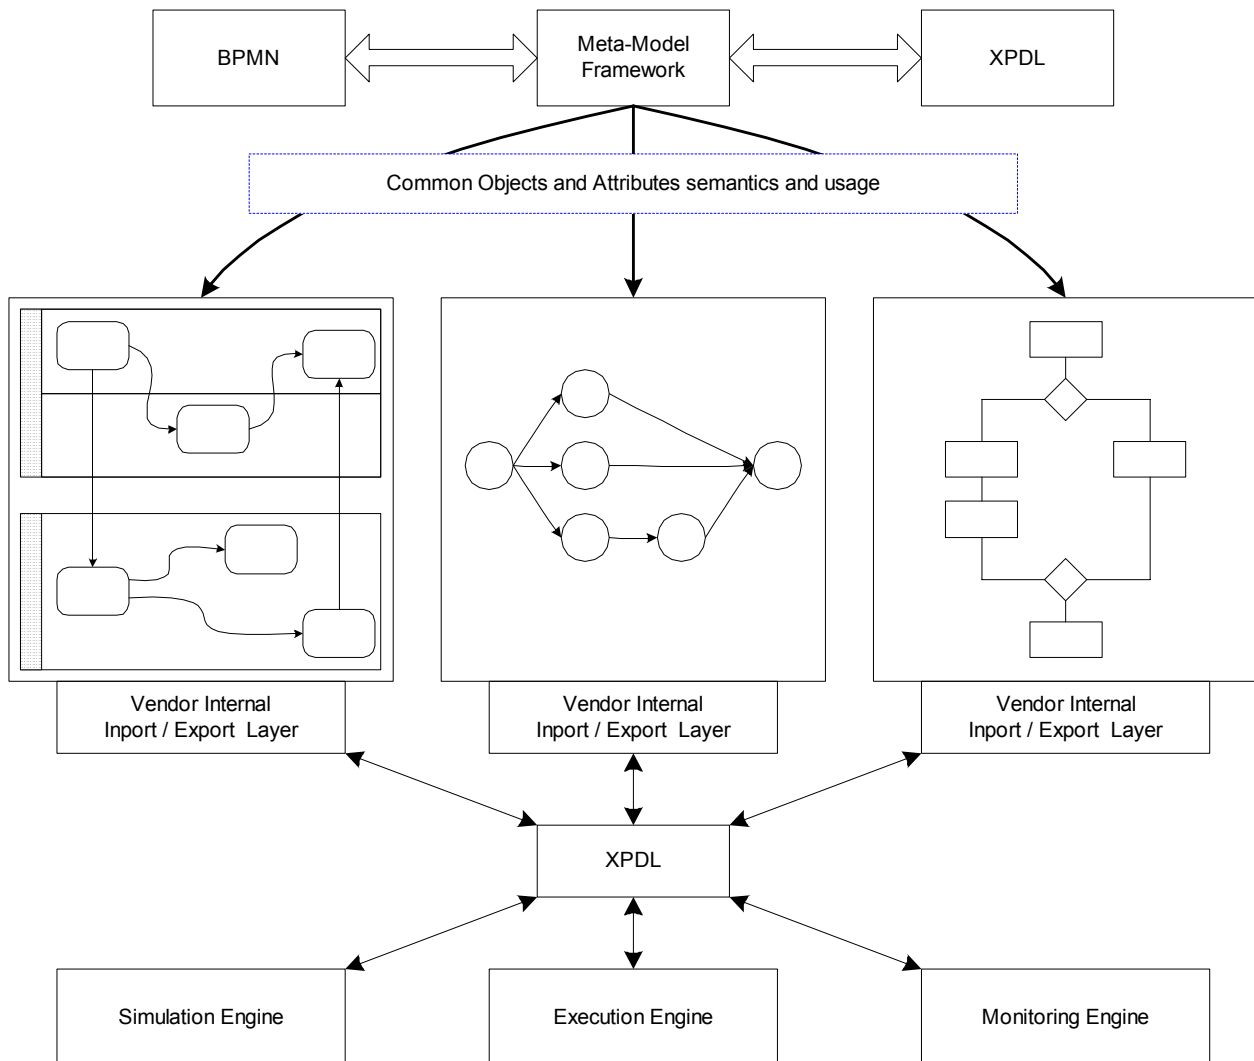 BPMN
Meta-Model
Framework
XPDL
Common Objects and Attributes semantics and usage
Vendor Internal
Inport / Export Layer
Vendor Internal
Inport / Export Layer
Vendor Internal
Inport / Export Layer
XPDL
Simulation Engine
Execution Engine
Monitoring Engine